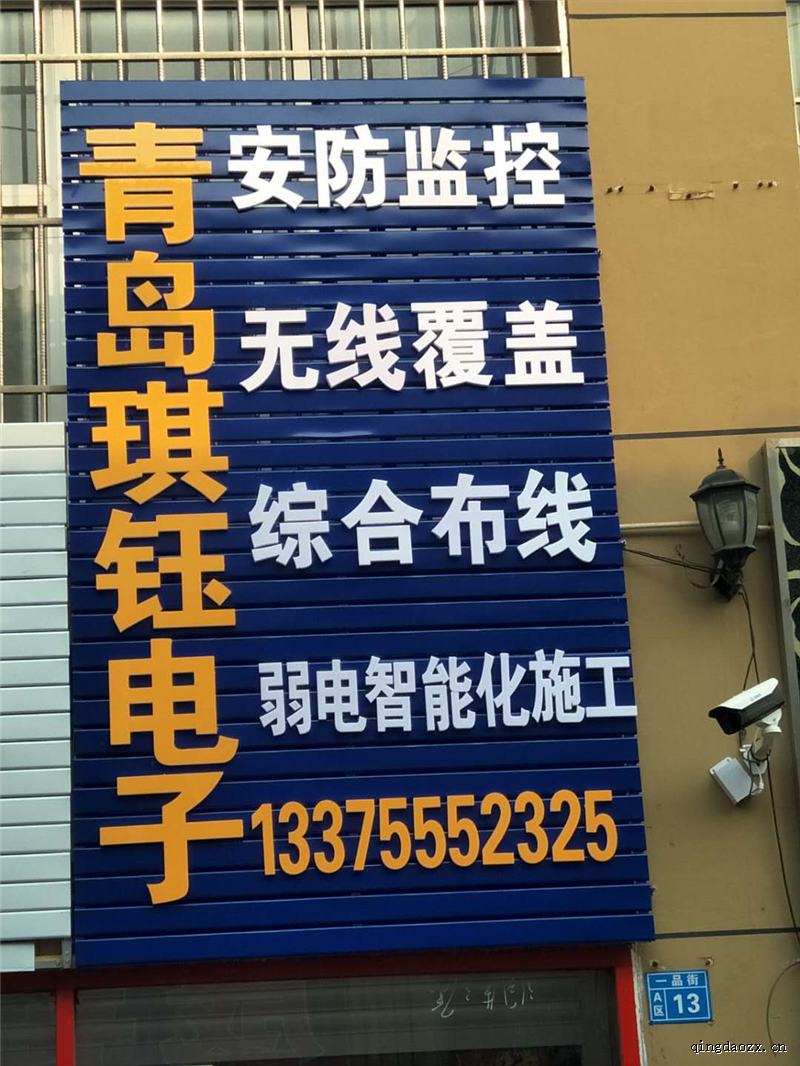 青岛琪钰电子
安防监控
无线覆盖
综合布线
弱电智能化施工
13375552325
一品街
A区 13
qingdaozx.cn